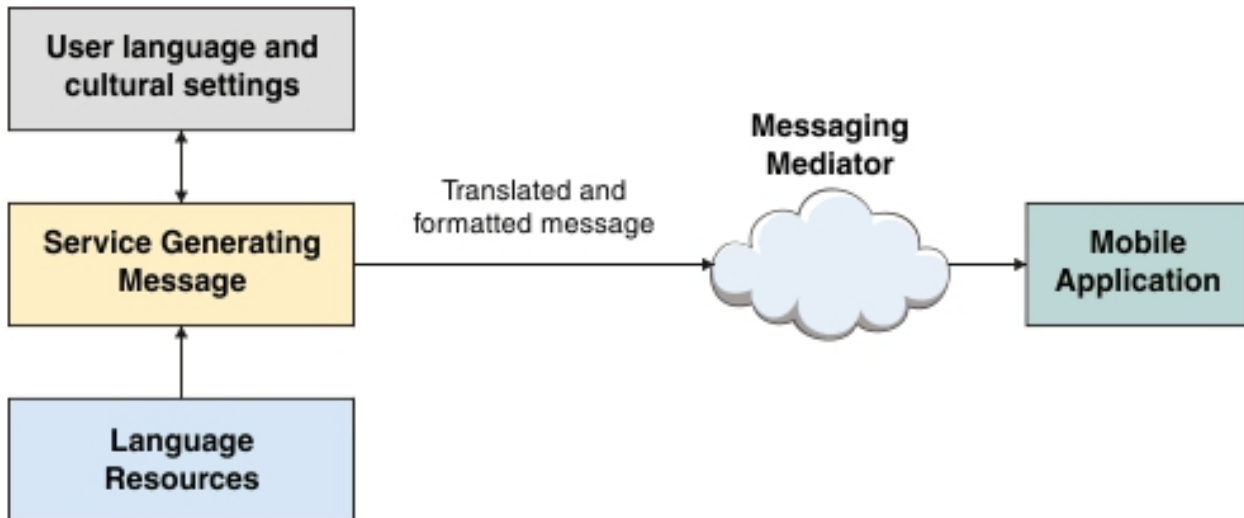 User language and
cultural settings
Service Generating
Message
Language
Resources
Translated and
formatted message
Messaging
Mediator
Mobile
Application